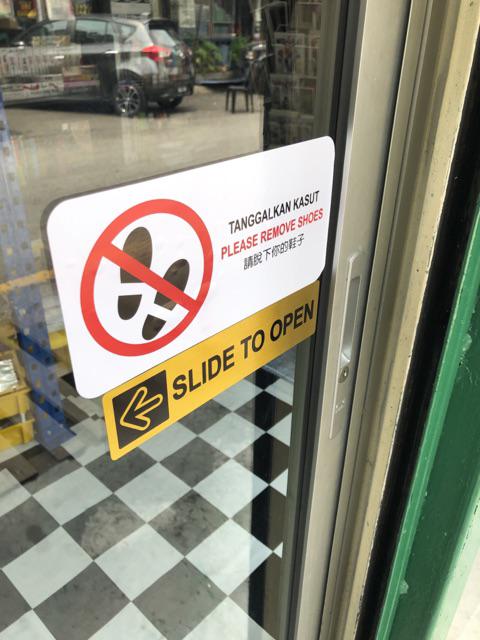 TANGGALKAN KASUT
PLEASE REMOVE SHOES
請脫下你的鞋子
SLIDE TO OPEN